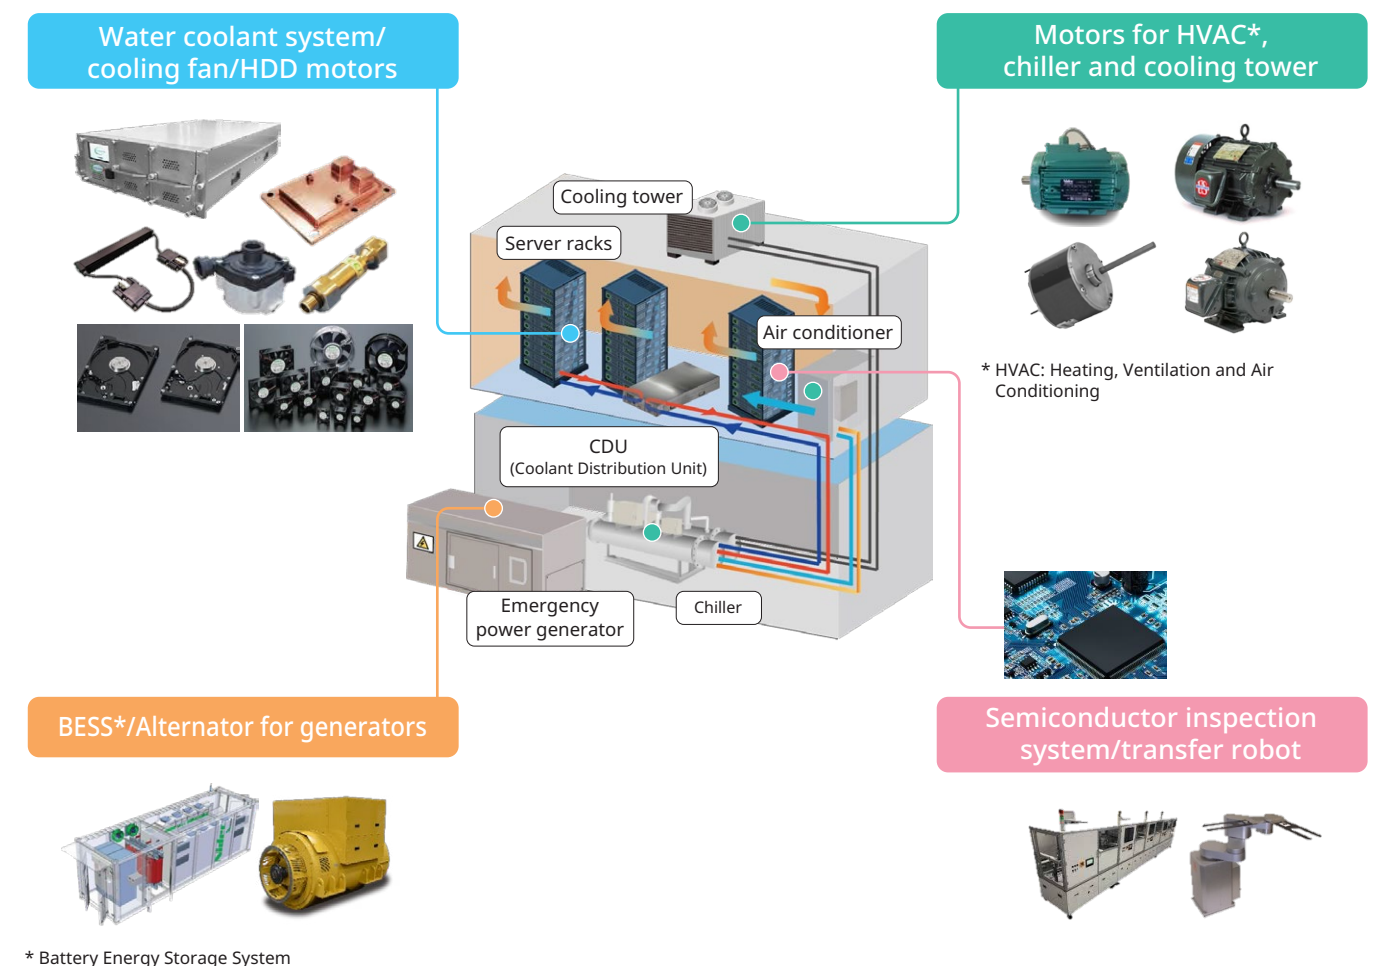 Water coolant system/
cooling fan/HDD motors
Motors for HVAC*,
chiller and cooling tower
Cooling tower
Server racks
Air conditioner
* HVAC: Heating, Ventilation and Air
Conditioning
CDU
(Coolant Distribution Unit)
Emergency
power generator
Chiller
BESS*/Alternator for generators
Semiconductor inspection
system/transfer robot
Nidec
* Battery Energy Storage System